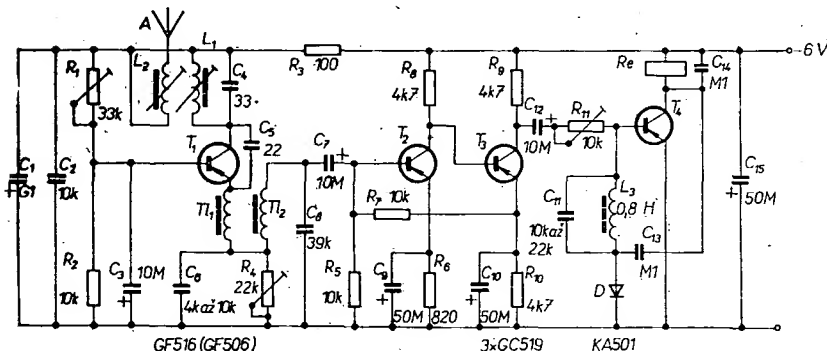 A
L₂
L₁
R₁
33k
C₄
33
R₃ 100
R₈
4k7
R₉
4k7
Re
C₁₄
M1
-6V
C₁
G1
C₂
10k
T₁
C₅
22
C₇
10M
T₂
T₃
C₁₂
10M
R₁₁
10k
T₄
C₁₅
50M
R₂
10k
C₃
10M
Tl₁
Tl₂
C₈
39k
R₇ 10k
C₁₁
10k až
22k
L₃
0,8 H
C₁₃
M1
C₆
4k až 10k
R₄
22k
R₅
10k
C₉
50M
R₆
820
C₁₀
50M
R₁₀
4k7
D
GF516 (GF506)
3xGC519
KA501